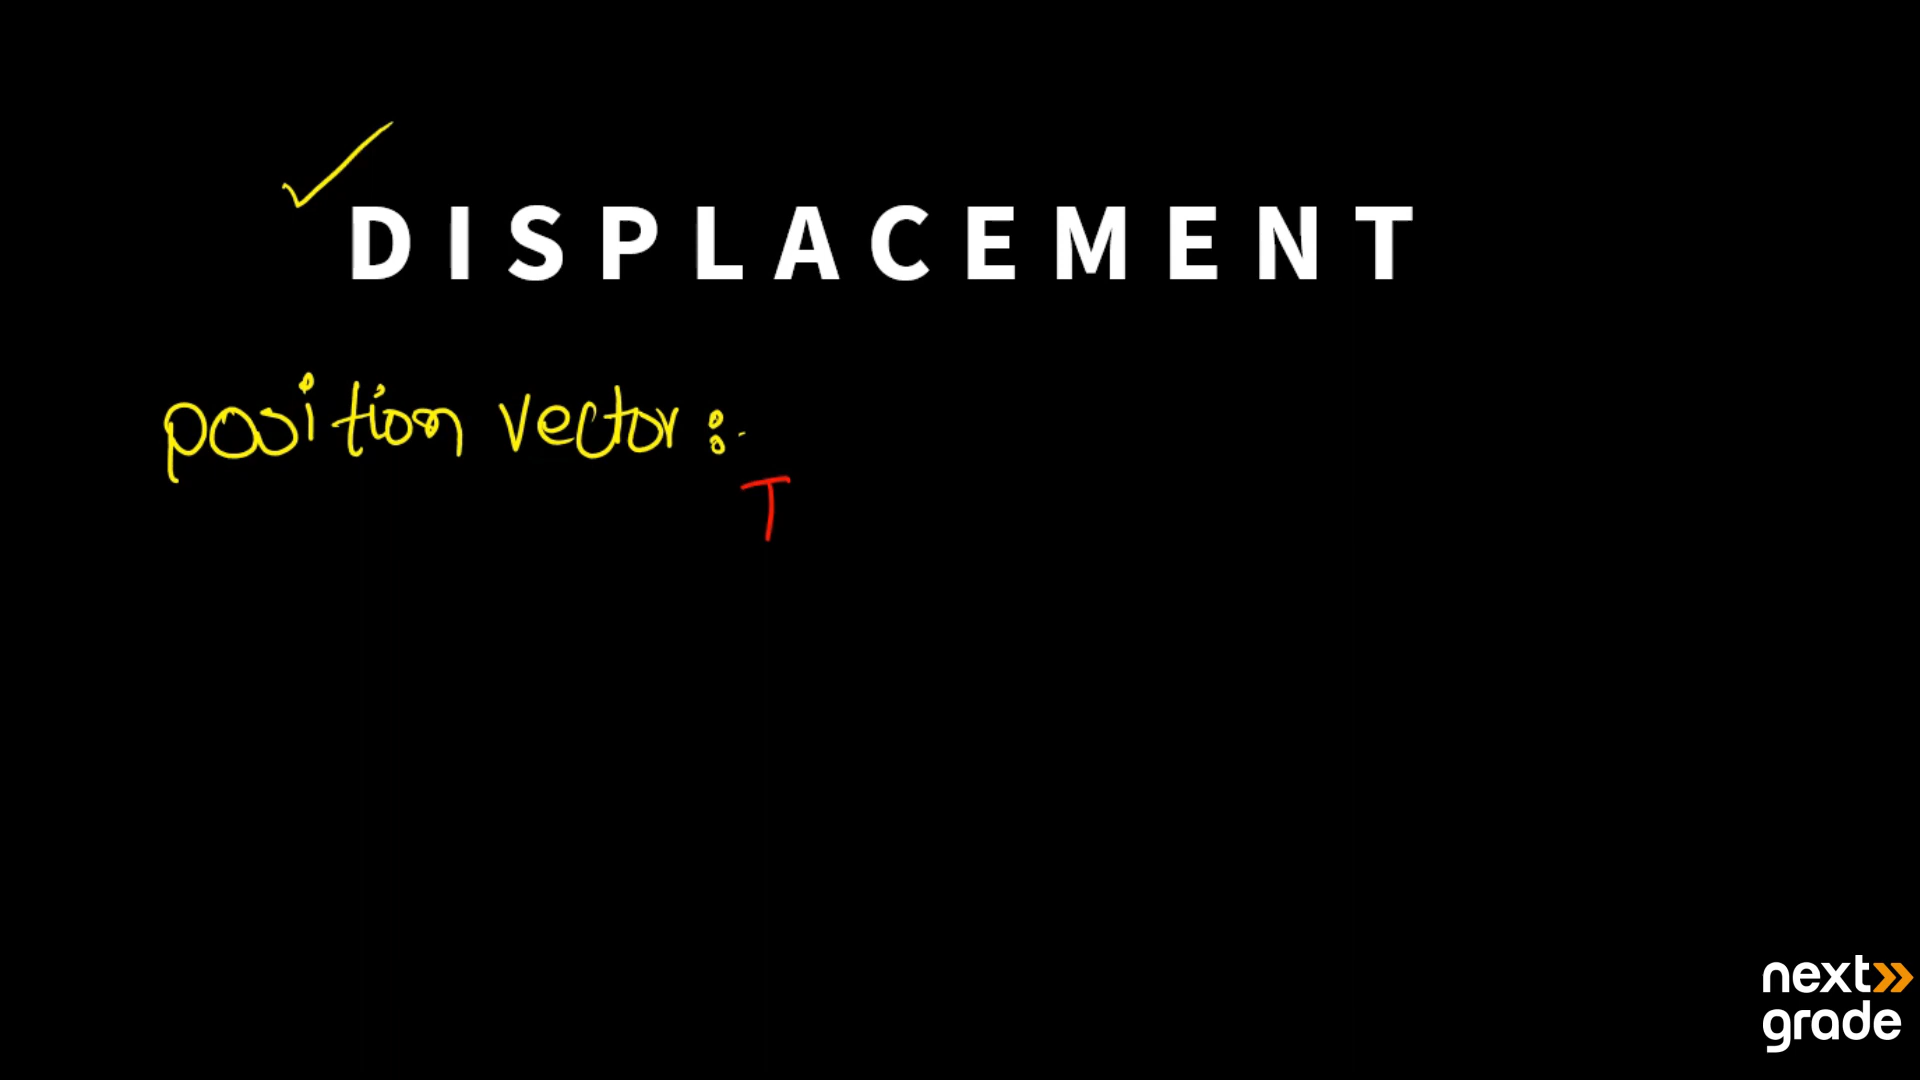 DISPLACEMENT
position vector :-
T
next
grade